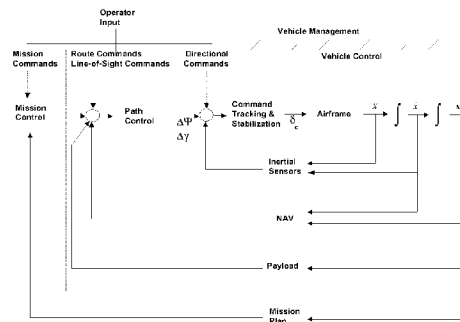 Operator
Input
Vehicle Management
Mission
Commands
Route Commands
Line-of-Sight Commands
Directional
Commands
Vehicle Control
Mission
Control
Path
Control
ΔΨ
Δγ
Command
Tracking &
Stabilization
Airframe
∫
∫
Inertial
Sensors
NAV
Payload
Mission
Plan